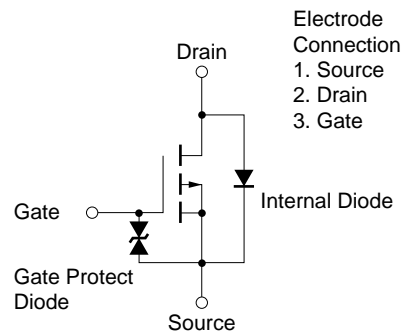 Electrode
Connection
1. Source
2. Drain
3. Gate
Drain
Gate
Internal Diode
Gate Protect
Diode
Source